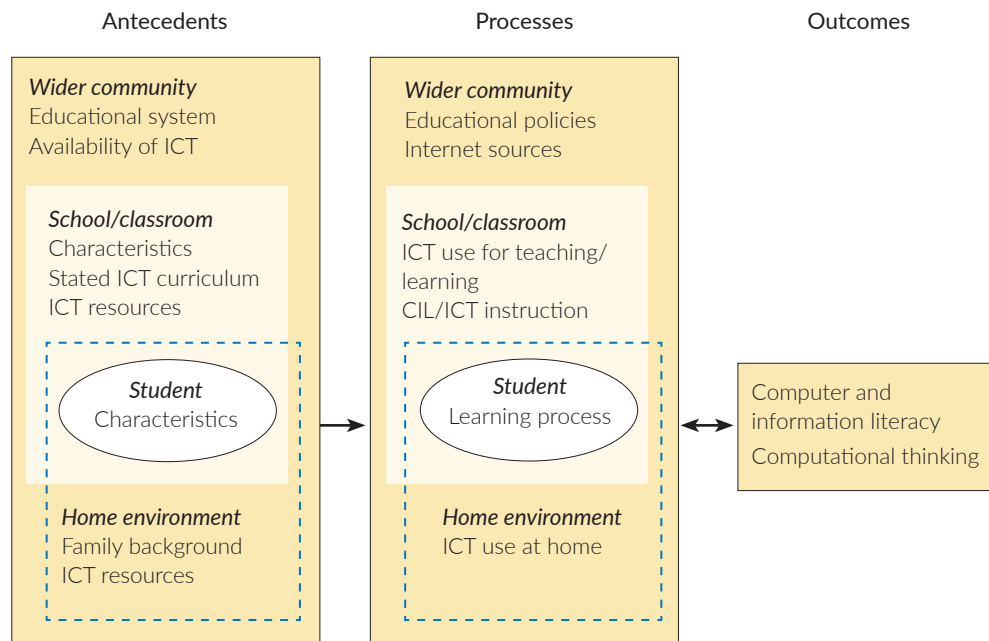 Antecedents
Processes
Outcomes
Wider community
Educational system
Availability of ICT
School/classroom
Characteristics
Stated ICT curriculum
ICT resources
Student
Characteristics
Home environment
Family background
ICT resources
Wider community
Educational policies
Internet sources
School/classroom
ICT use for teaching/
learning
CIL/ICT instruction
Student
Learning process
Home environment
ICT use at home
Computer and
information literacy
Computational thinking